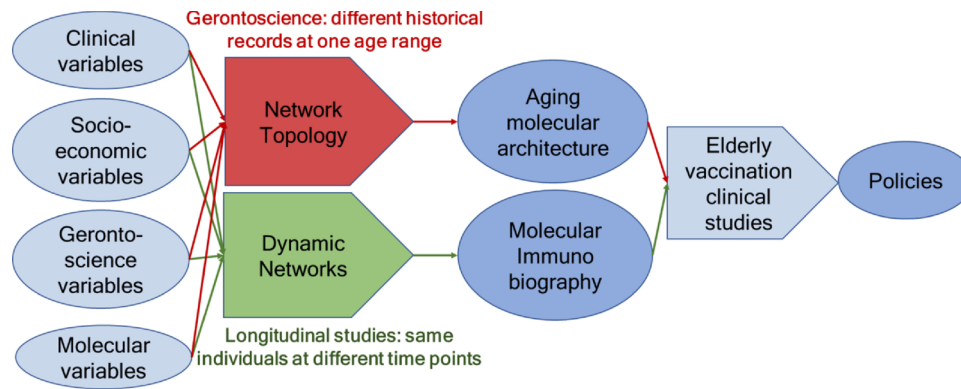 Gerontoscience: different historical
records at one age range
Clinical
variables
Socio-
economic
variables
Geronto-
science
variables
Molecular variables
Network
Topology
Dynamic
Networks
Longitudinal studies: same
individuals at different time points
Aging
molecular
architecture
Molecular
Immuno
biography
Elderly
vaccination
clinical
studies
Policies